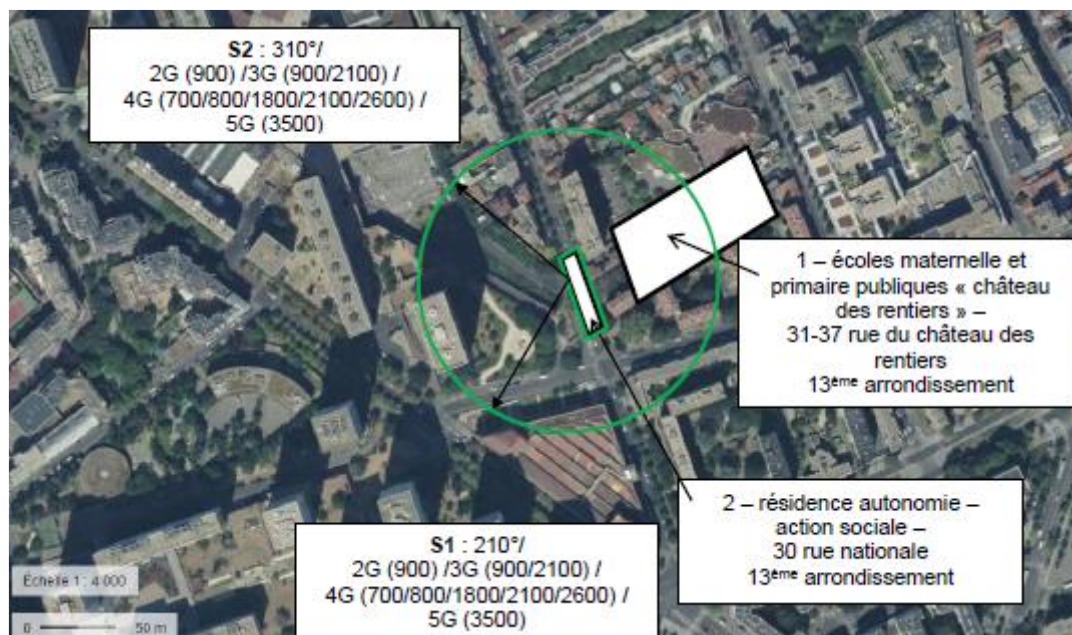 S2 : 310°/
2G (900) /3G (900/2100) /
4G (700/800/1800/2100/2600) /
5G (3500)
1 – écoles maternelle et
primaire publiques « château
des rentiers » –
31-37 rue du château des
rentiers
13ème arrondissement
2 – résidence autonomie –
action sociale –
30 rue nationale
13ème arrondissement
S1 : 210°/
2G (900) /3G (900/2100) /
4G (700/800/1800/2100/2600) /
5G (3500)
Échelle 1 : 4 000
0 50 m